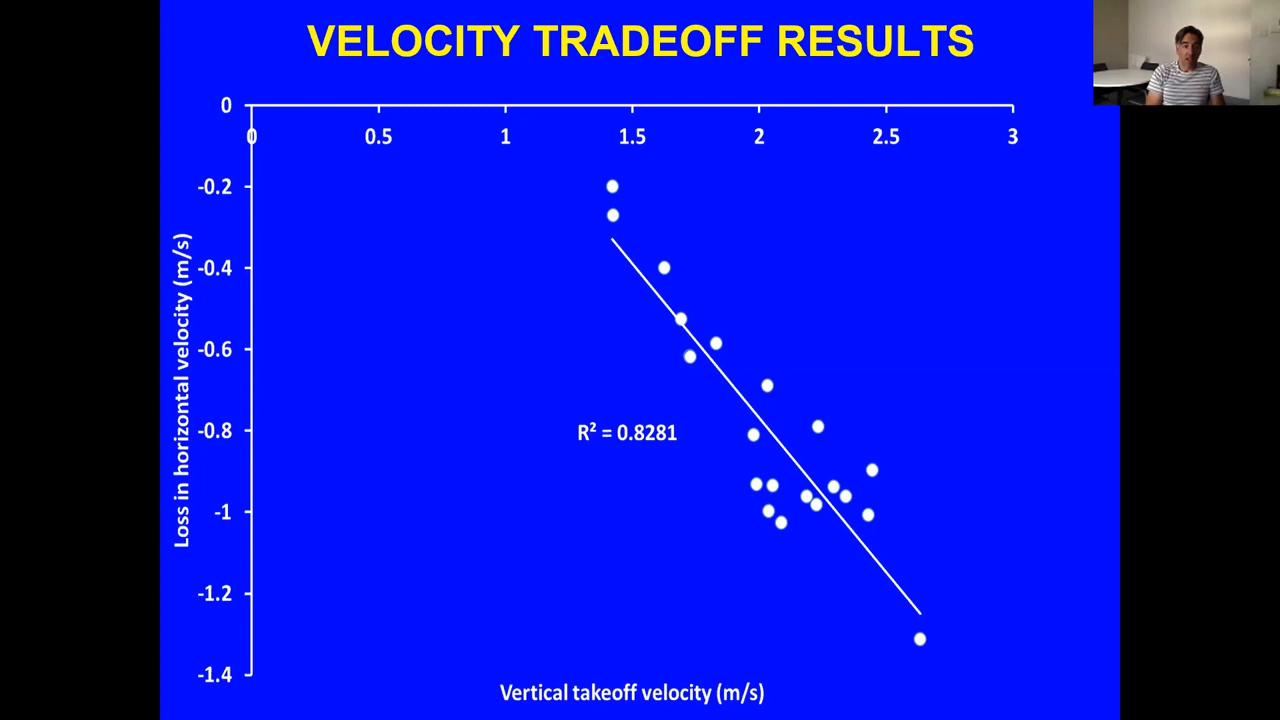 VELOCITY TRADEOFF RESULTS
0
0 0.5 1 1.5 2 2.5 3
-0.2
-0.4
-0.6
-0.8
-1
-1.2
-1.4
Loss in horizontal velocity (m/s)
R² = 0.8281
Vertical takeoff velocity (m/s)